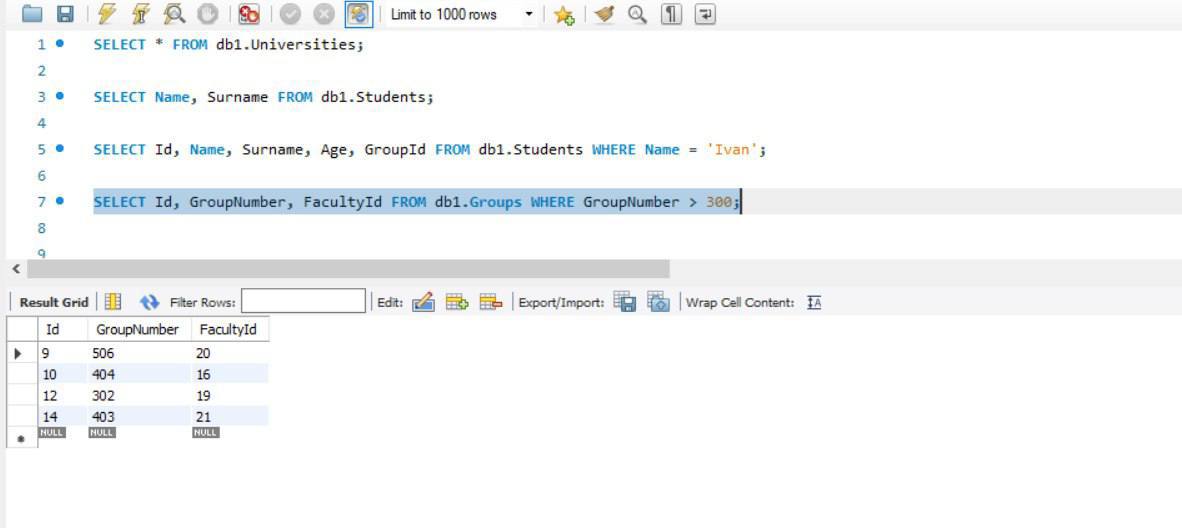 Limit to 1000 rows
1 SELECT * FROM db1.Universities;
2
3 SELECT Name, Surname FROM db1.Students;
4
5 SELECT Id, Name, Surname, Age, GroupId FROM db1.Students WHERE Name = 'Ivan';
6
7 SELECT Id, GroupNumber, FacultyId FROM db1.Groups WHERE GroupNumber > 300;
8
9
Result Grid Filter Rows: Edit: Export/Import: Wrap Cell Content: IA
Id GroupNumber FacultyId
9 506 20
10 404 16
12 302 19
14 403 21
NULL NULL NULL